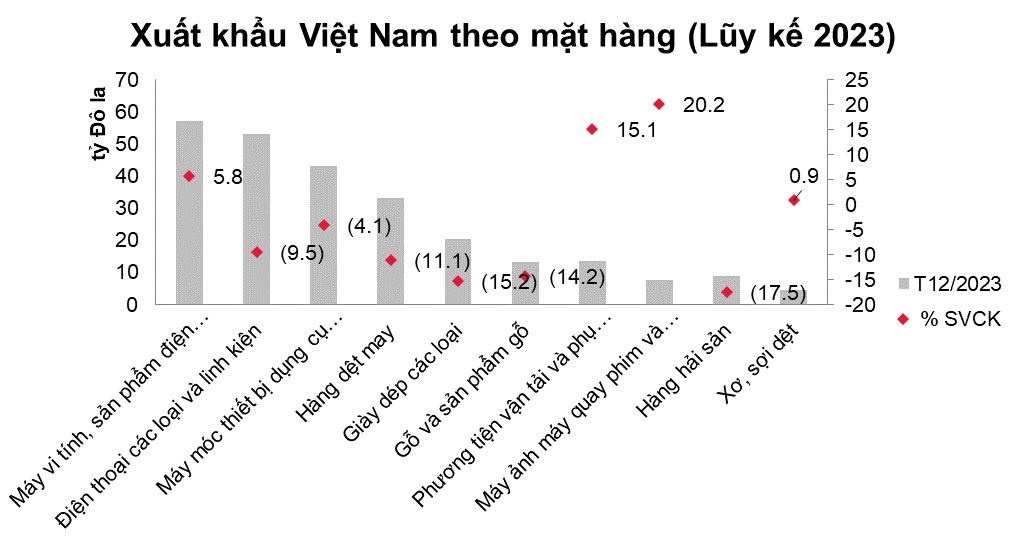 Xuất khẩu Việt Nam theo mặt hàng (Lũy kế 2023)
tỷ Đô la
70
60
50
40
30
20
10
0
25
20
15
10
5
0
-5
-10
-15
-20
5.8
(9.5)
(4.1)
(11.1)
(15.2)
(14.2)
15.1
20.2
(17.5)
0.9
T12/2023
% SVCK
Máy vi tính, sản phẩm điện...
Điện thoại các loại và linh kiện
Máy móc thiết bị dụng cụ...
Hàng dệt may
Giày dép các loại
Gỗ và sản phẩm gỗ
Phương tiện vận tải và phụ...
Máy ảnh máy quay phim và...
Hàng hải sản
Xơ, sợi dệt